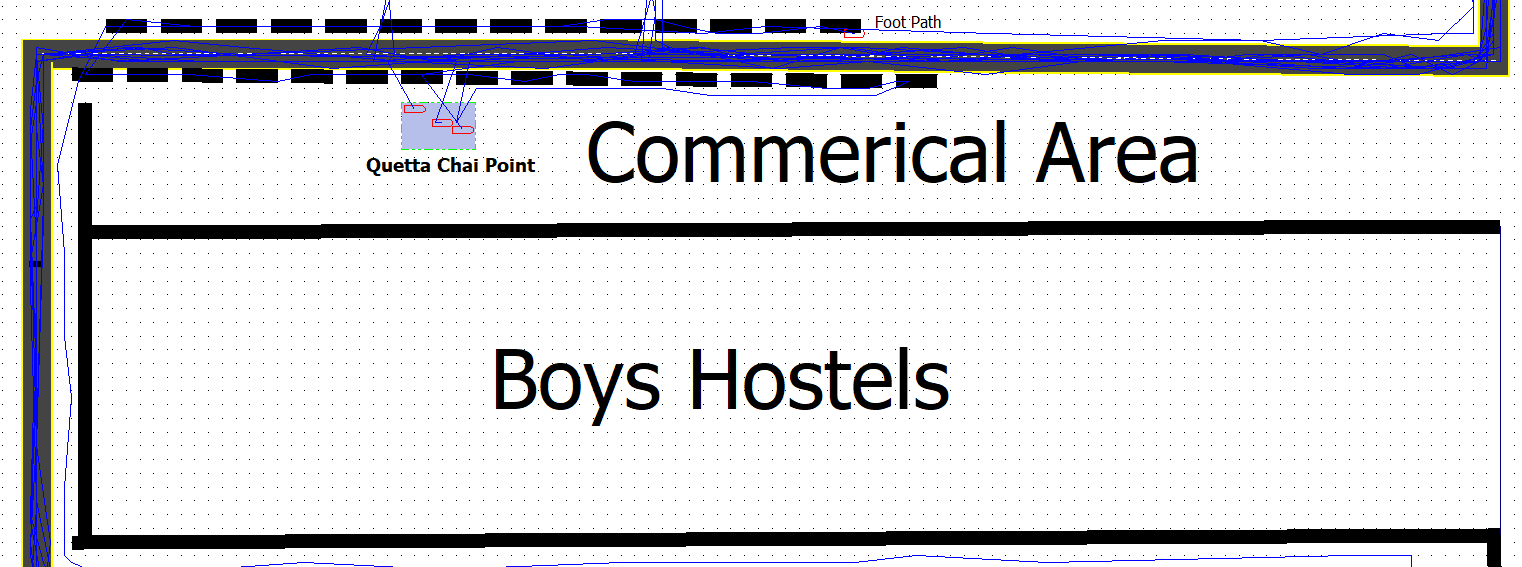 Foot Path
Commerical Area
Quetta Chai Point
Boys Hostels